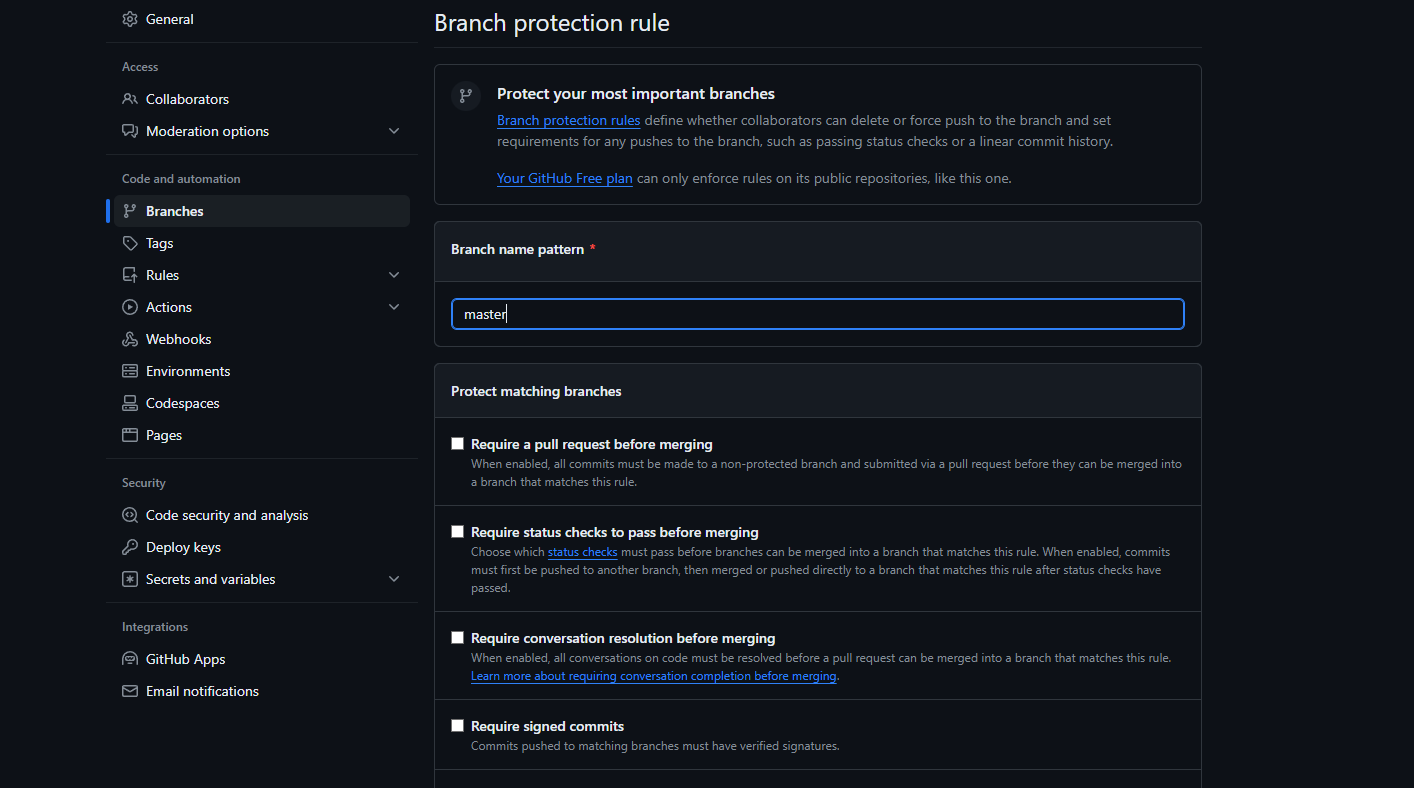 General
Access
Collaborators
Moderation options
Code and automation
Branches
Tags
Rules
Actions
Webhooks
Environments
Codespaces
Pages
Security
Code security and analysis
Deploy keys
Secrets and variables
Integrations
GitHub Apps
Email notifications
Branch protection rule
Protect your most important branches
Branch protection rules define whether collaborators can delete or force push to the branch and set
requirements for any pushes to the branch, such as passing status checks or a linear commit history.
Your GitHub Free plan can only enforce rules on its public repositories, like this one.
Branch name pattern *
master
Protect matching branches
Require a pull request before merging
When enabled, all commits must be made to a non-protected branch and submitted via a pull request before they can be merged into
a branch that matches this rule.
Require status checks to pass before merging
Choose which status checks must pass before branches can be merged into a branch that matches this rule. When enabled, commits
must first be pushed to another branch, then merged or pushed directly to a branch that matches this rule after status checks have
passed.
Require conversation resolution before merging
When enabled, all conversations on code must be resolved before a pull request can be merged into a branch that matches this rule.
Learn more about requiring conversation completion before merging.
Require signed commits
Commits pushed to matching branches must have verified signatures.